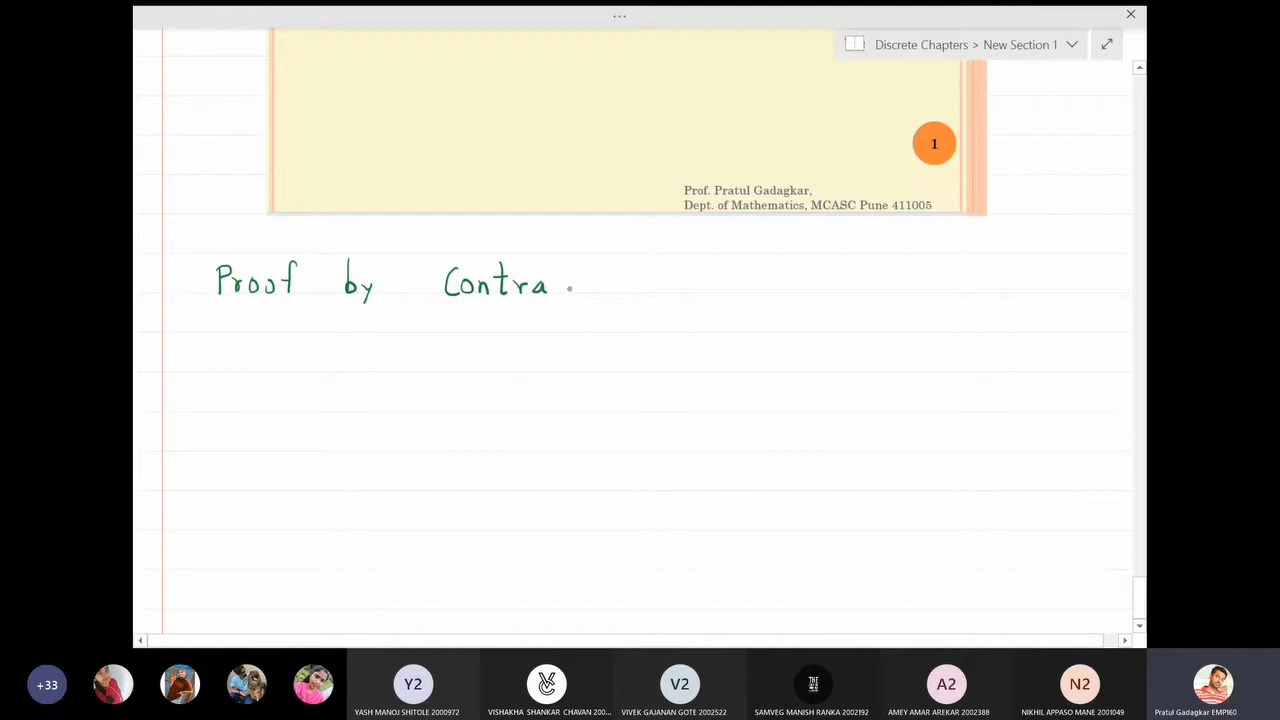 Discrete Chapters > New Section 1
1
Prof. Pratul Gadagkar,
Dept. of Mathematics, MCASC Pune 411005
Proof by Contra
+33
Y2
V2
A2
N2
YASH MANOJ SHITOLE 2000972
VISHAKHA SHANKAR CHAVAN 200...
VIVEK GAJANAN GOTE 2002522
SAMVEG MANISH RANKA 2002192
AMEY AMAR AREKAR 2002388
NIKHIL APPASO MANE 2001049
Pratul Gadagkar EMP160